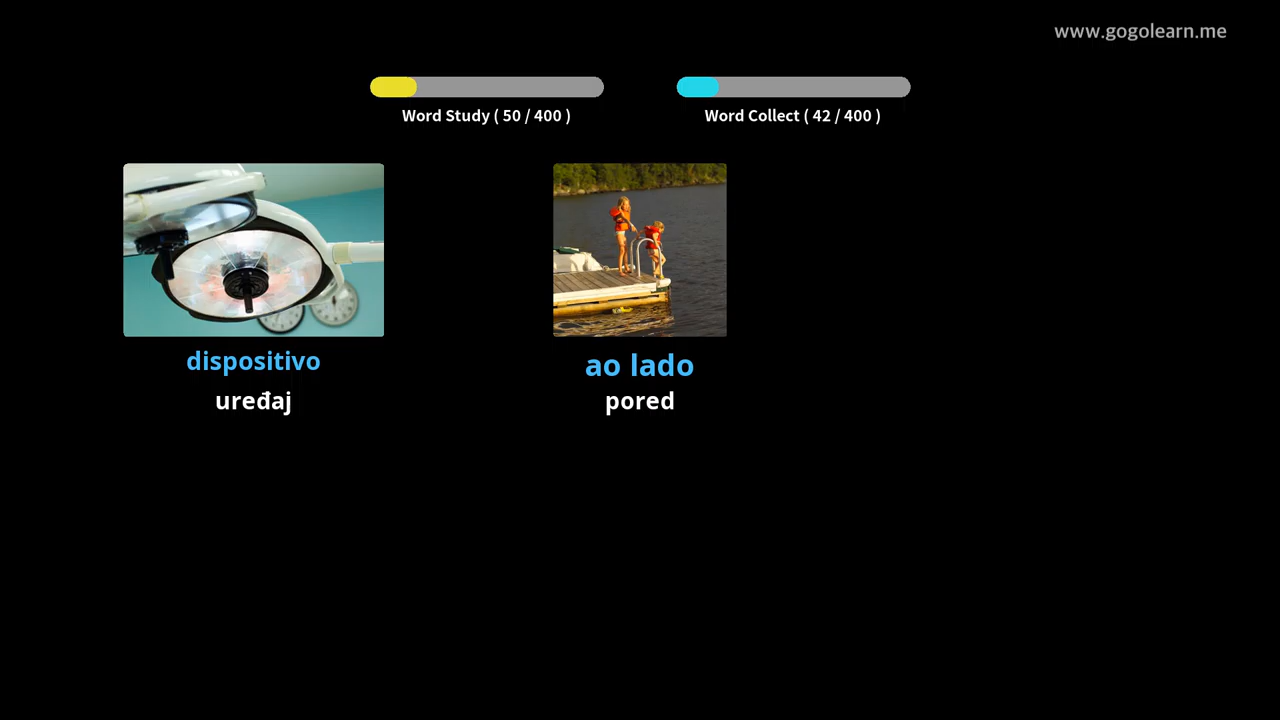 www.gogolearn.me
Word Study ( 50 / 400 )
Word Collect ( 42 / 400 )
dispositivo
uređaj
ao lado
pored